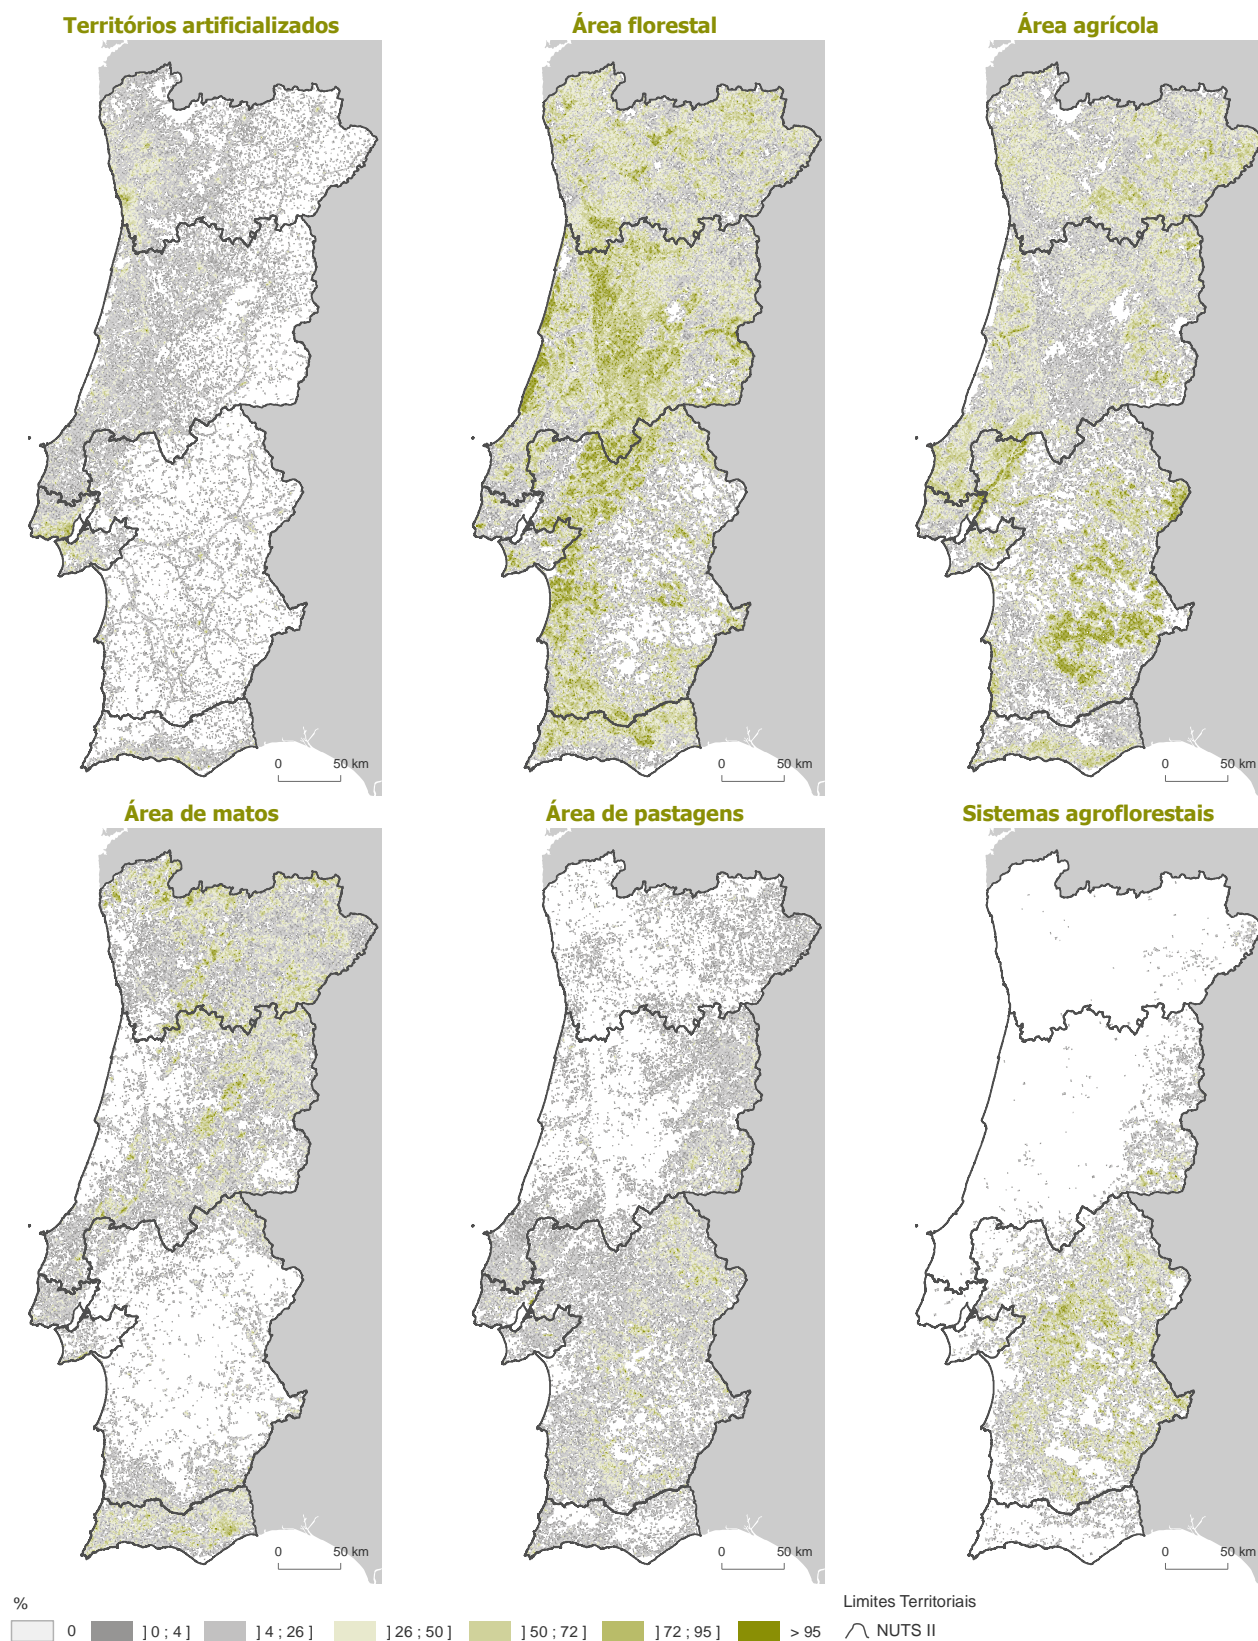 Territórios artificializados
Área florestal
Área agrícola
0 50 km
0 50 km
0 50 km
Área de matos
Área de pastagens
Sistemas agroflorestais
0 50 km
0 50 km
0 50 km
%
Limites Territoriais
0 ] 0 ; 4 ] ] 4 ; 26 ] ] 26 ; 50 ] ] 50 ; 72 ] ] 72 ; 95 ] > 95 NUTS II